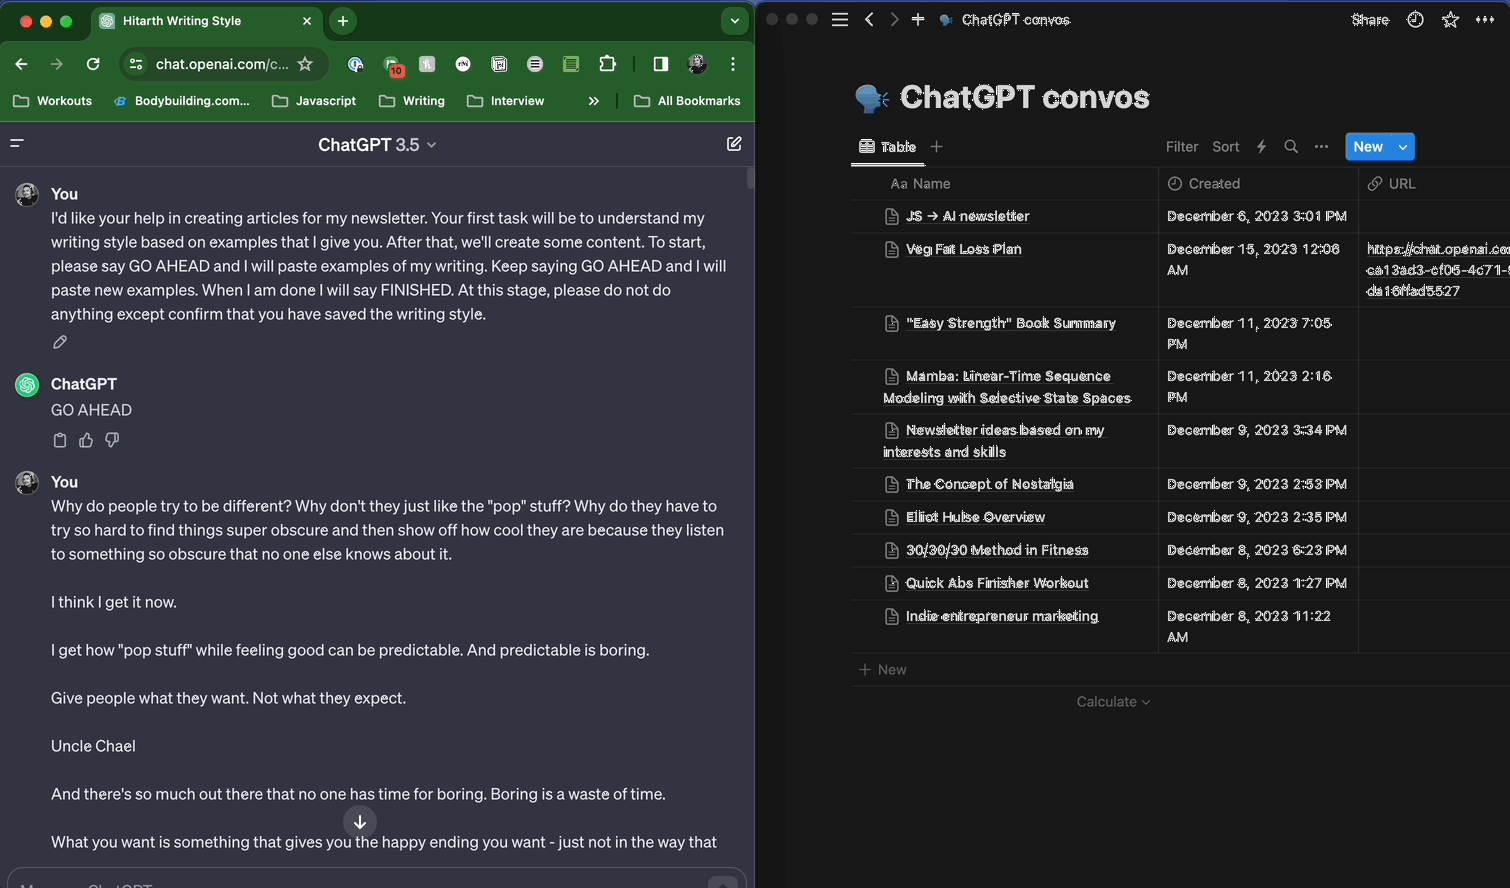 Hitarth Writing Style
chat.openai.com/c...
10
Workouts
Bodybuilding.com...
Javascript
Writing
Interview
All Bookmarks
ChatGPT 3.5
You
I'd like your help in creating articles for my newsletter. Your first task will be to understand my
writing style based on examples that I give you. After that, we'll create some content. To start,
please say GO AHEAD and I will paste examples of my writing. Keep saying GO AHEAD and I will
paste new examples. When I am done I will say FINISHED. At this stage, please do not do
anything except confirm that you have saved the writing style.
ChatGPT
GO AHEAD
You
Why do people try to be different? Why don't they just like the "pop" stuff? Why do they have to
try so hard to find things super obscure and then show off how cool they are because they listen
to something so obscure that no one else knows about it.
I think I get it now.
I get how "pop stuff" while feeling good can be predictable. And predictable is boring.
Give people what they want. Not what they expect.
Uncle Chael
And there's so much out there that no one has time for boring. Boring is a waste of time.
What you want is something that gives you the happy ending you want - just not in the way that
ChatGPT convos
Share
ChatGPT convos
Table
Filter
Sort
New
Aa Name
Created
URL
JS → AI newsletter
December 6, 2023 3:01 PM
Veg Fat Loss Plan
December 15, 2023 12:06
AM
https://chat.openai.co
ca13ad3-cf06-4c71-
da16ffad5527
"Easy Strength" Book Summary
December 11, 2023 7:05
PM
Mamba: Linear-Time Sequence
Modeling with Selective State Spaces
December 11, 2023 2:16
PM
Newsletter ideas based on my
interests and skills
December 9, 2023 3:34 PM
The Concept of Nostalgia
December 9, 2023 2:53 PM
Elliot Hulse Overview
December 9, 2023 2:35 PM
30/30/30 Method in Fitness
December 8, 2023 6:23 PM
Quick Abs Finisher Workout
December 8, 2023 1:27 PM
Indie entrepreneur marketing
December 8, 2023 11:22
AM
New
Calculate